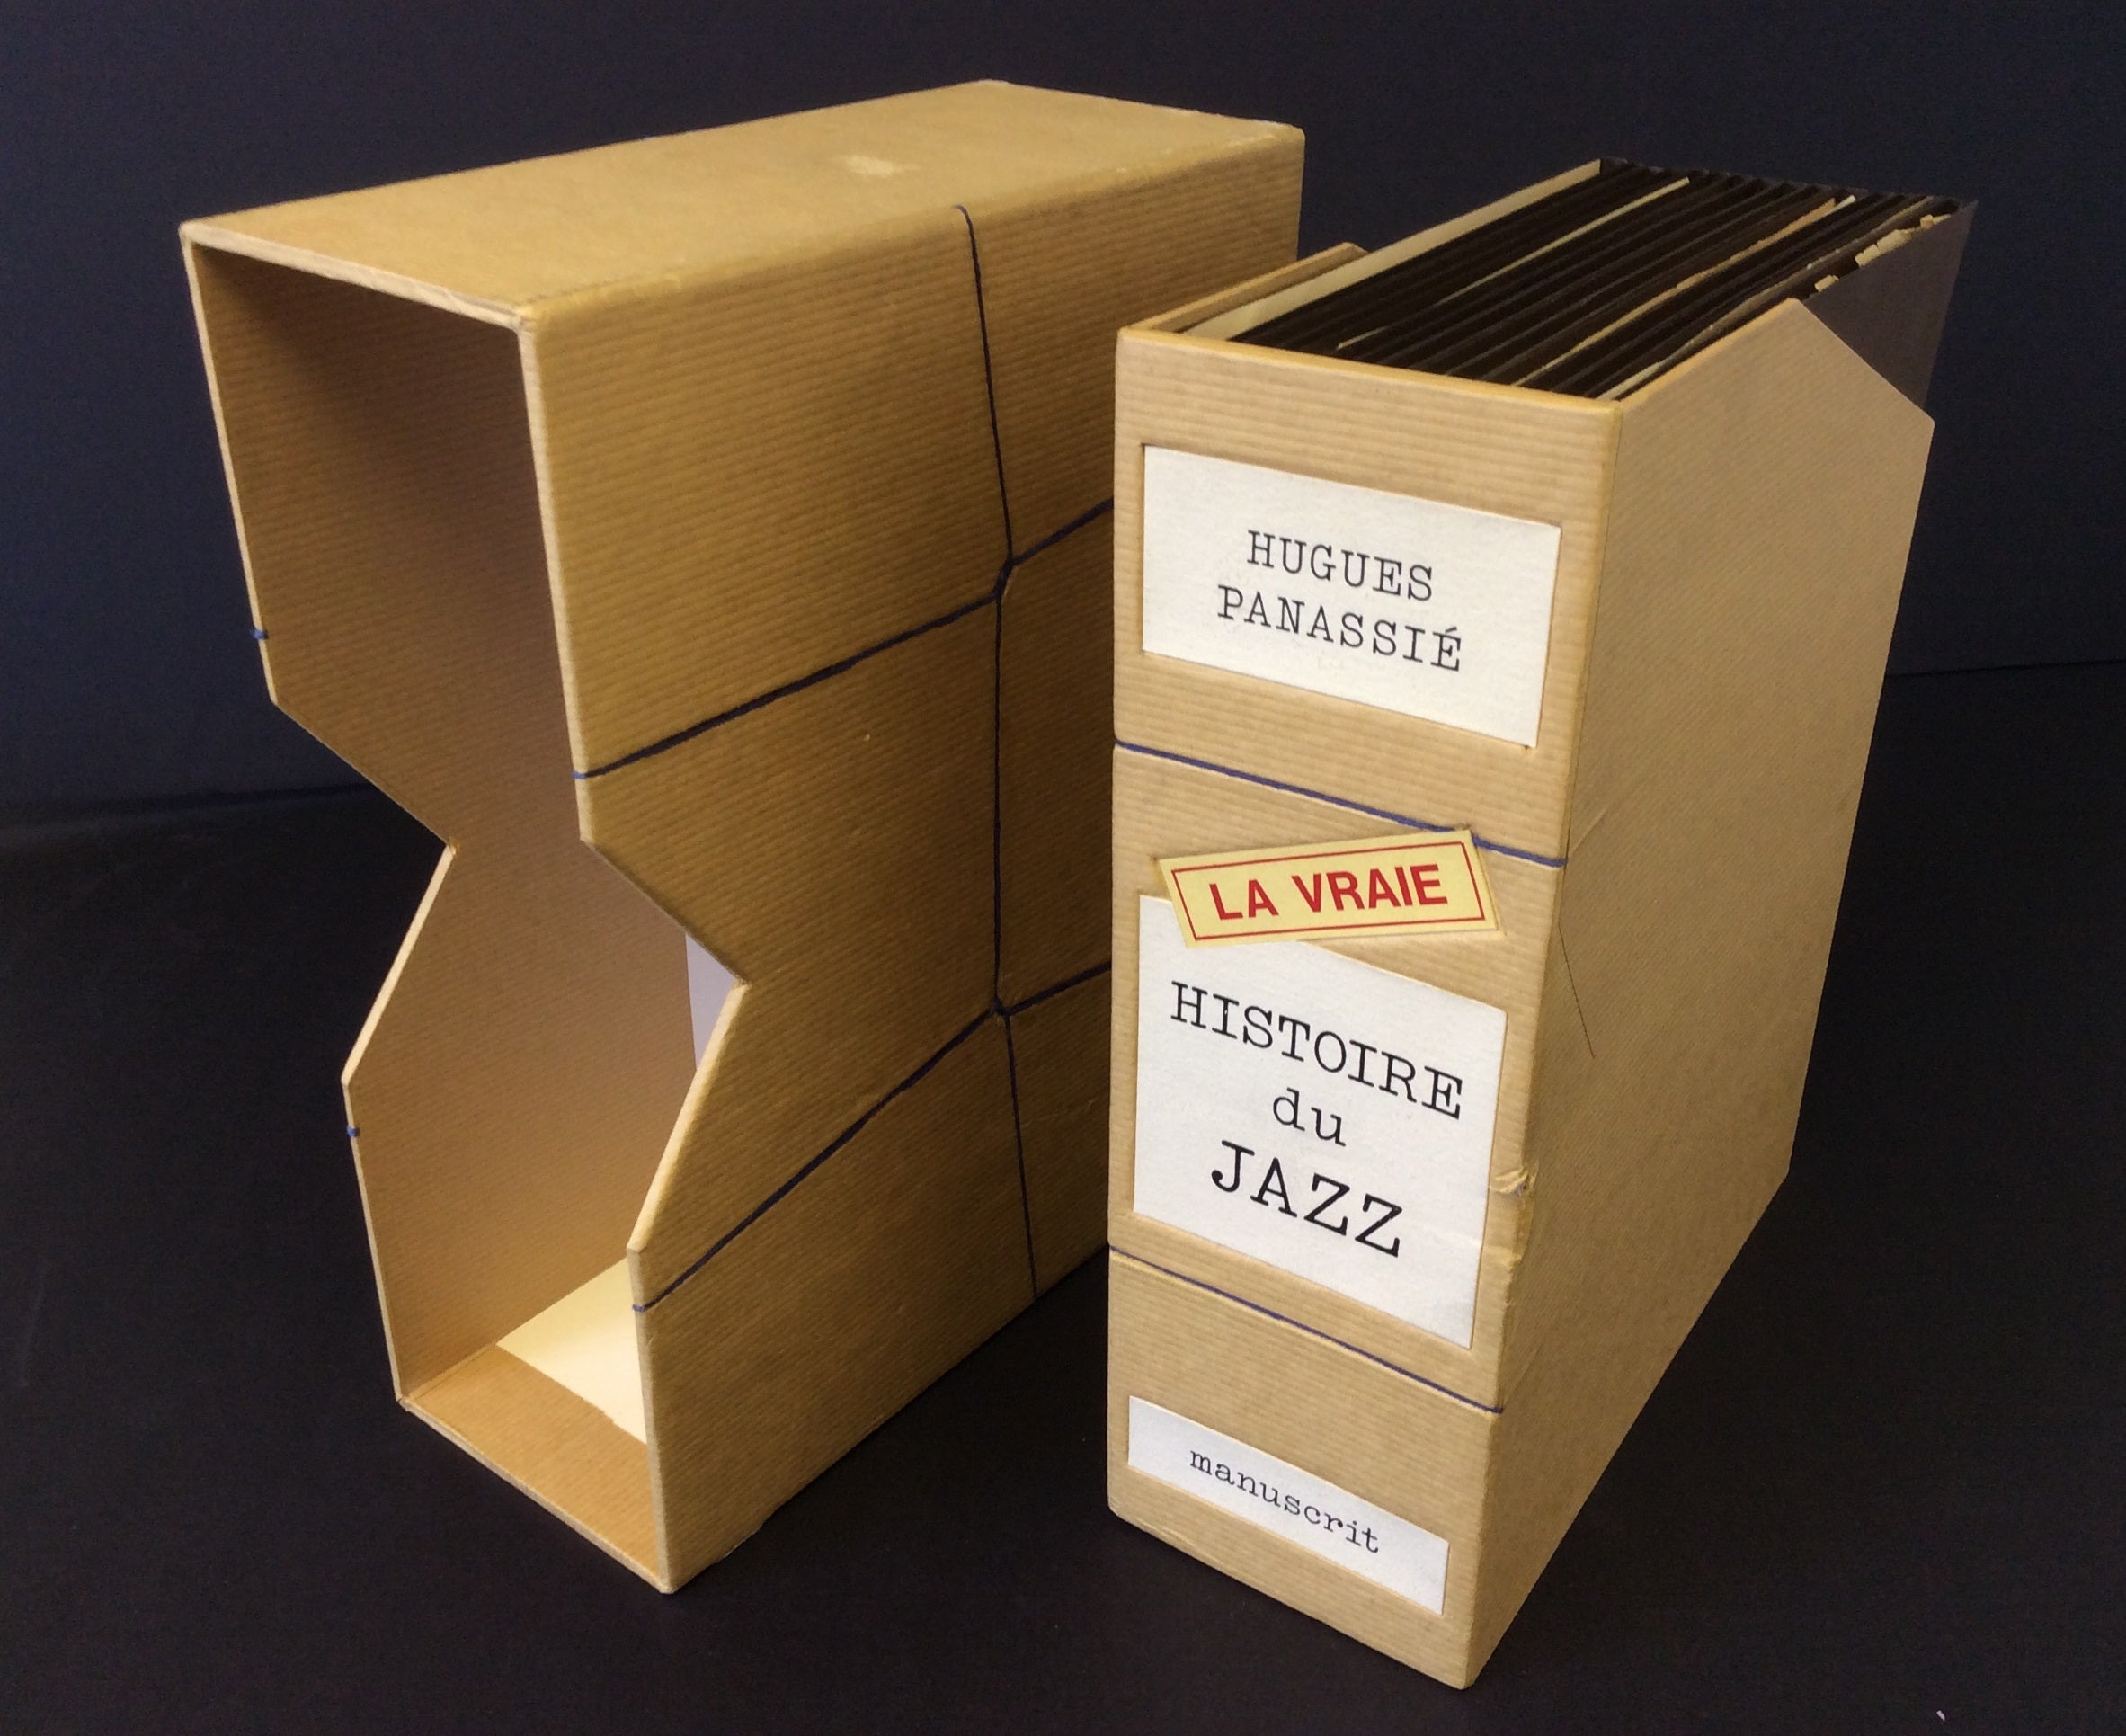 HUGUES
PANASSIÉ
LA VRAIE
HISTOIRE
du
JAZZ
manuscrit